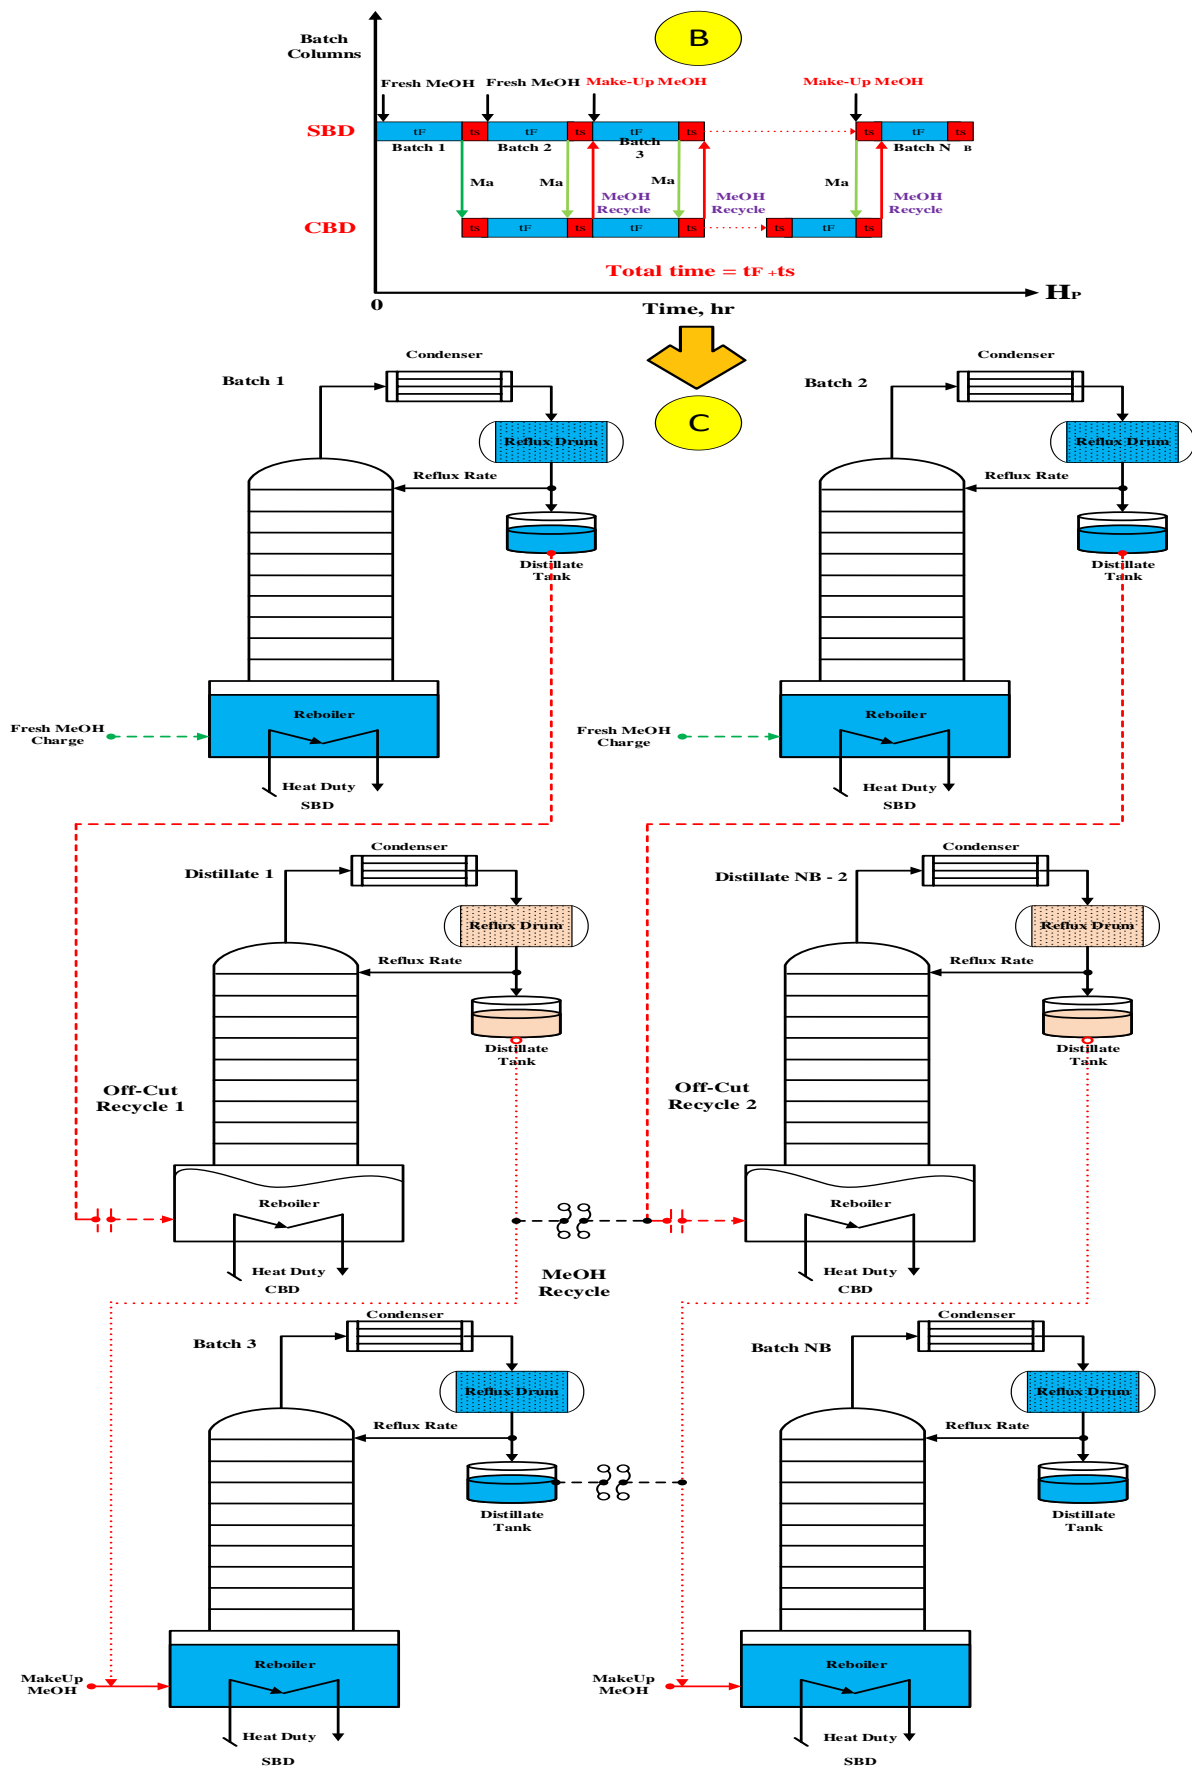 B
Batch
Columns
Fresh MeOH
Fresh MeOH
Make-Up MeOH
Make-Up MeOH
SBD
tF
ts
tF
ts
tF
ts
ts
tF
ts
Batch 1
Batch 2
Batch
3
Batch N B
Ma
Ma
Ma
Ma
MeOH
Recycle
MeOH
Recycle
MeOH
Recycle
CBD
ts
tF
ts
tF
ts
ts
tF
ts
Total time = tF +ts
0
Time, hr
HP
C
Batch 1
Condenser
Reflux Drum
Reflux Rate
Distillate
Tank
Reboiler
Fresh MeOH
Charge
Heat Duty
SBD
Batch 2
Condenser
Reflux Drum
Reflux Rate
Distillate
Tank
Reboiler
Fresh MeOH
Charge
Heat Duty
SBD
Distillate 1
Condenser
Reflux Drum
Reflux Rate
Distillate
Tank
Off-Cut
Recycle 1
Reboiler
Heat Duty
CBD
Distillate NB - 2
Condenser
Reflux Drum
Reflux Rate
Distillate
Tank
Off-Cut
Recycle 2
Reboiler
Heat Duty
CBD
MeOH
Recycle
Batch 3
Condenser
Reflux Drum
Reflux Rate
Distillate
Tank
Reboiler
MakeUp
MeOH
Heat Duty
SBD
Batch NB
Condenser
Reflux Drum
Reflux Rate
Distillate
Tank
Reboiler
MakeUp
MeOH
Heat Duty
SBD